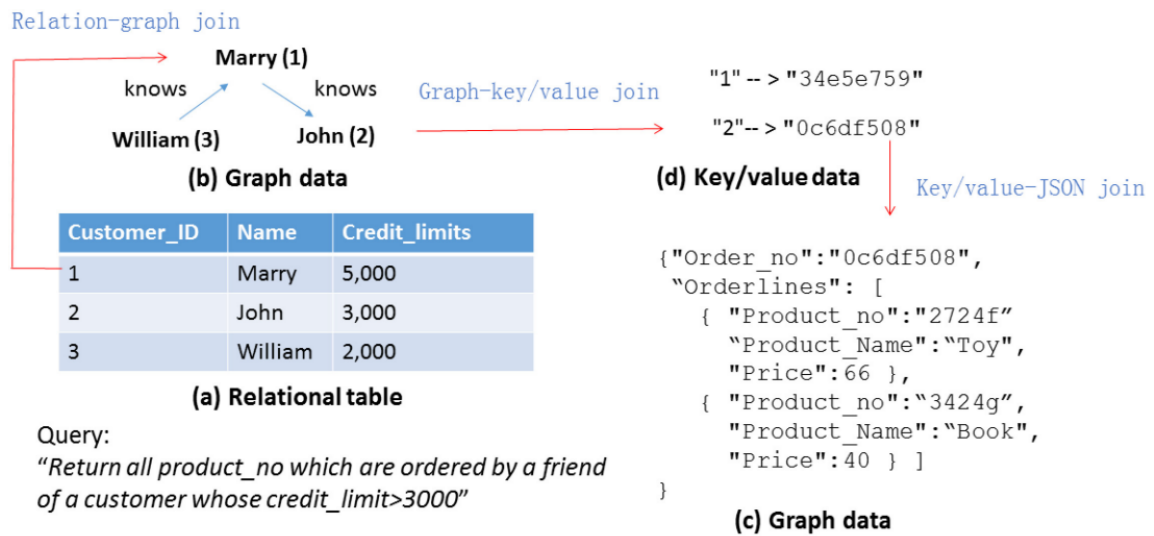 Relation-graph join
Marry (1)
knows
knows
William (3)
John (2)
(b) Graph data
Graph-key/value join
"1" -- > "34e5e759"
"2"-- > "0c6df508"
(d) Key/value data
Key/value-JSON join
Customer_ID Name Credit_limits
1 Marry 5,000
2 John 3,000
3 William 2,000
(a) Relational table
Query:
“Return all product_no which are ordered by a friend
of a customer whose credit_limit>3000”
{"Order_no":"0c6df508",
“Orderlines": [
{ "Product_no":"2724f”
“Product_Name":“Toy",
"Price":66 },
{ "Product_no":“3424g”,
"Product_Name":“Book",
"Price":40 } ]
}
(c) Graph data